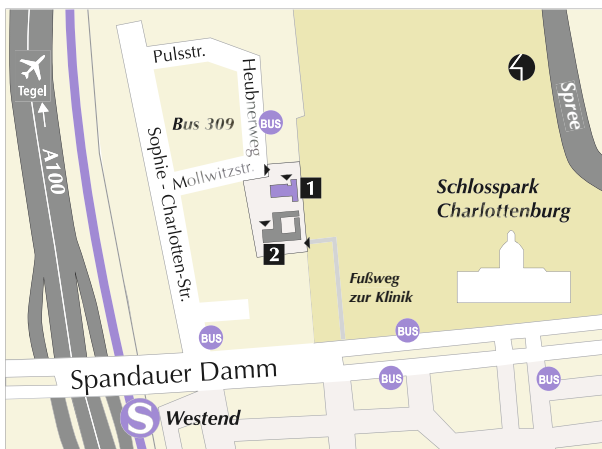 Pulsstr.
Heubnerweg
Tegel
A100
Bus 309
BUS
Spree
Sophie - Charlotten-Str.
Mollwitzstr.
1
Schlosspark
Charlottenburg
2
Fußweg
zur Klinik
BUS
BUS
Spandauer Damm
BUS
BUS
S
Westend